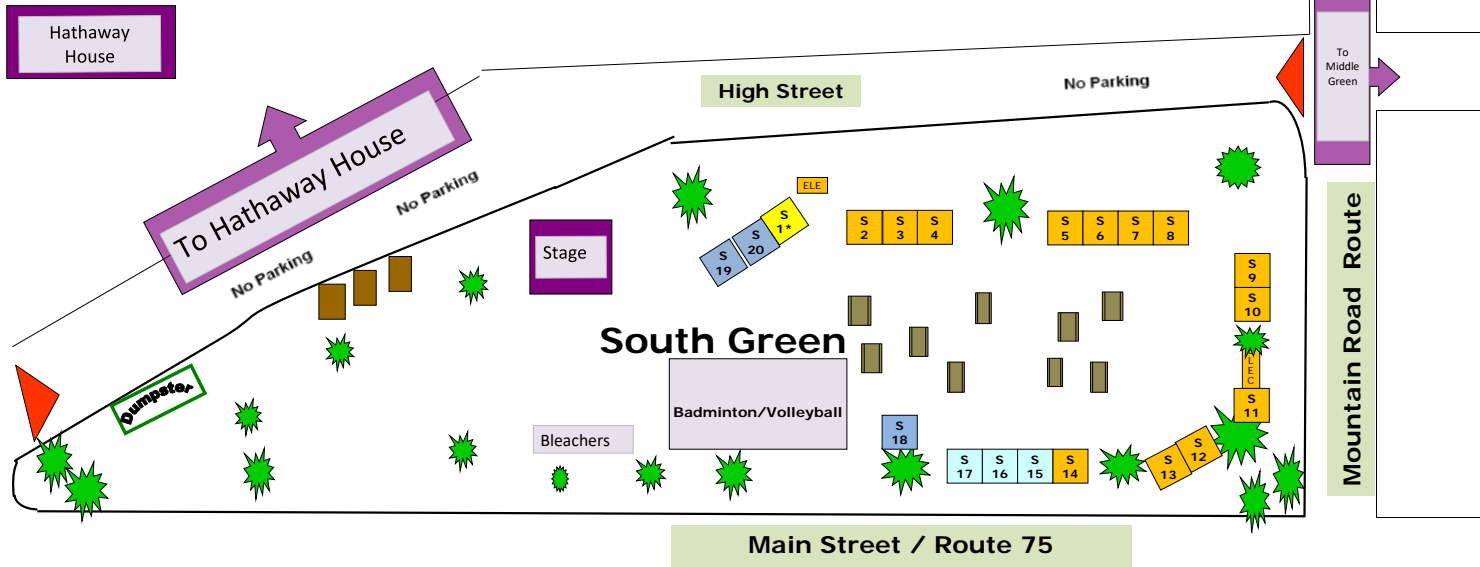 Hathaway
House
To
Middle
Green
High Street
No Parking
To Hathaway House
No Parking
No Parking
ELE
S
1*
S
20
S
19
S
2
S
3
S
4
S
5
S
6
S
7
S
8
Stage
S
9
S
10
South Green
L
E
C
S
11
Dumpster
Badminton/Volleyball
Bleachers
S
18
S
17
S
16
S
15
S
14
S
13
S
12
Mountain Road Route
Main Street / Route 75